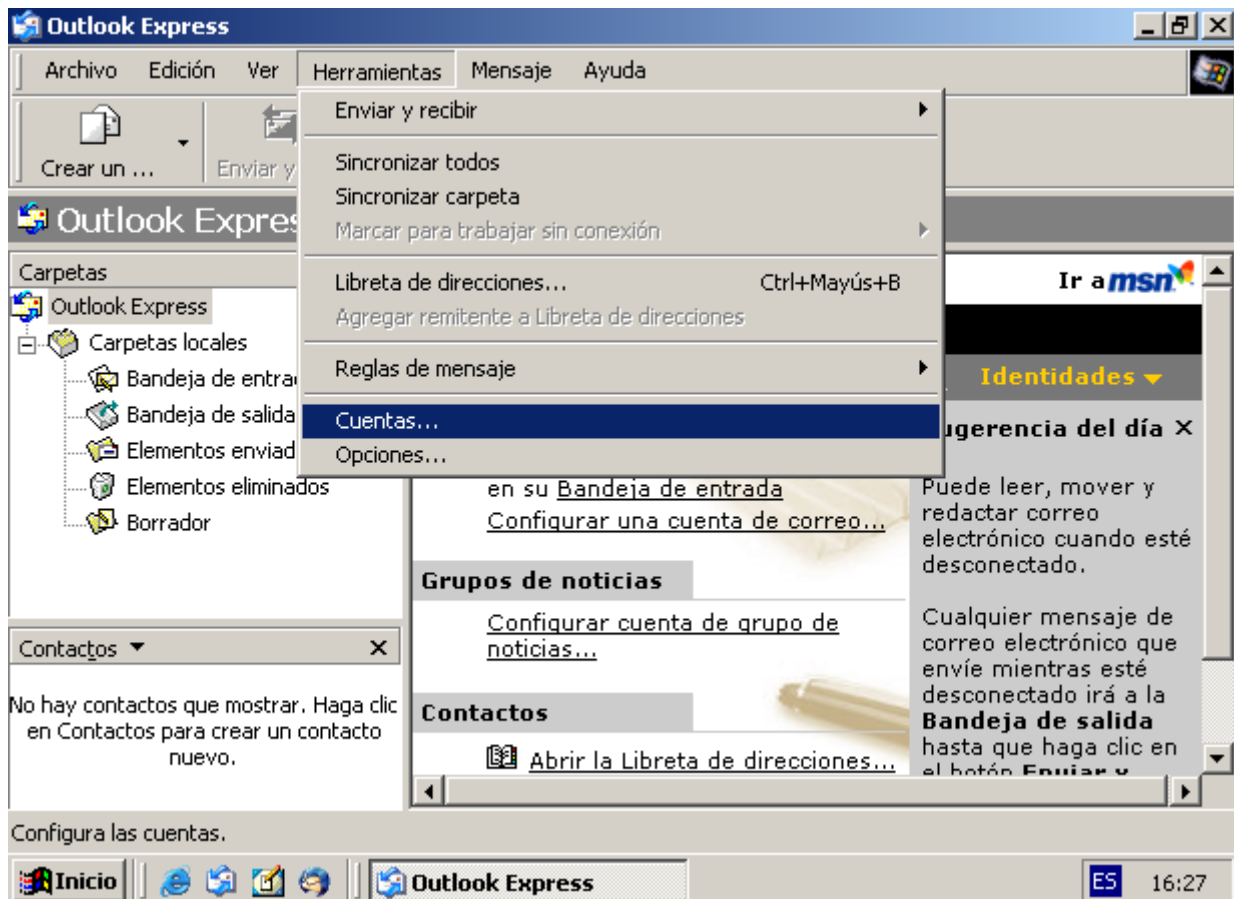 Outlook Express
Archivo Edición Ver Herramientas Mensaje Ayuda
Crear un ... Enviar y
Enviar y recibir
Sincronizar todos
Sincronizar carpeta
Marcar para trabajar sin conexión
Libreta de direcciones... Ctrl+Mayús+B
Agregar remitente a Libreta de direcciones
Reglas de mensaje
Cuentas...
Opciones...
Outlook Expres
Carpetas
Outlook Express
Carpetas locales
Bandeja de entra
Bandeja de salida
Elementos enviad
Elementos eliminados
Borrador
Contactos
No hay contactos que mostrar. Haga clic
en Contactos para crear un contacto
nuevo.
Ir a msn
Identidades
en su Bandeja de entrada
Configurar una cuenta de correo...
Grupos de noticias
Configurar cuenta de grupo de
noticias...
Contactos
Abrir la Libreta de direcciones...
ugerencia del día
Puede leer, mover y
redactar correo
electrónico cuando esté
desconectado.
Cualquier mensaje de
correo electrónico que
envíe mientras esté
desconectado irá a la
Bandeja de salida
hasta que haga clic en
el botón Enviar y
Configura las cuentas.
Inicio Outlook Express ES 16:27